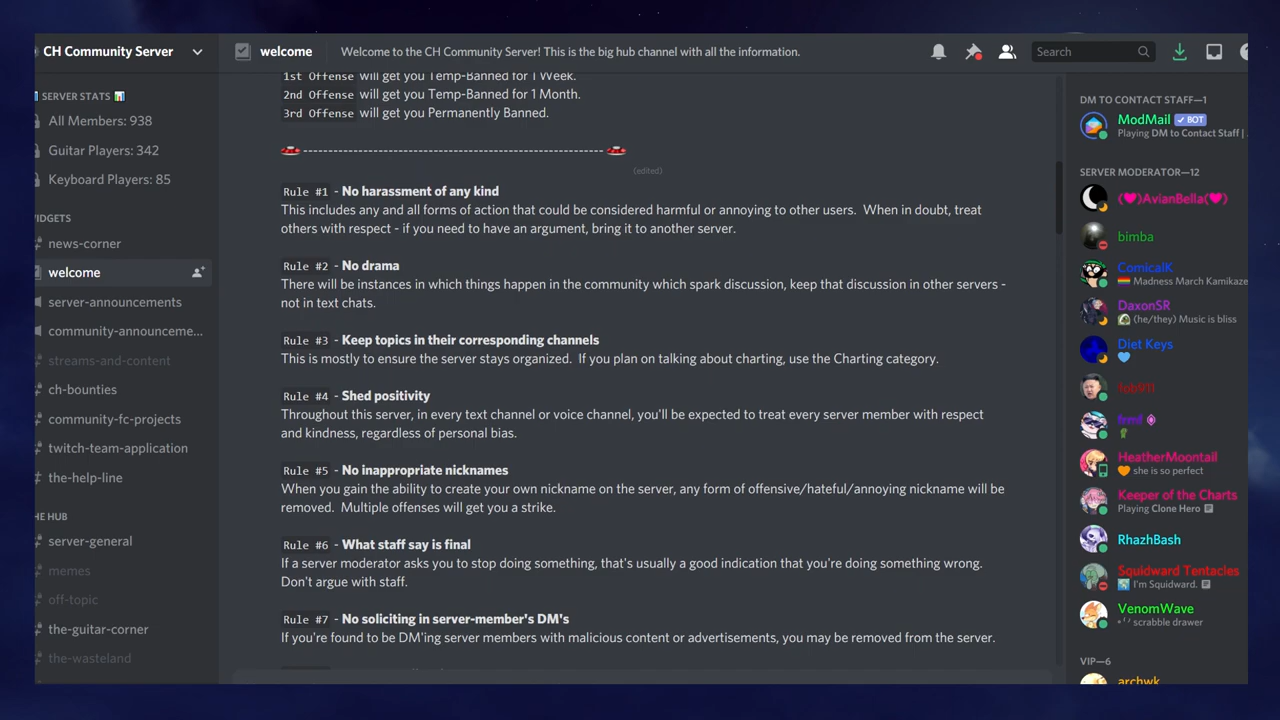 CH Community Server
welcome
Welcome to the CH Community Server! This is the big hub channel with all the information.
Search
SERVER STATS
All Members: 938
Guitar Players: 342
Keyboard Players: 85
IDGETS
news-corner
welcome
server-announcements
community-announceme...
streams-and-content
ch-bounties
community-fc-projects
twitch-team-application
the-help-line
HE HUB
server-general
memes
off-topic
the-guitar-corner
the-wasteland
1st Offense will get you Temp-Banned for 1 Week.
2nd Offense will get you Temp-Banned for 1 Month.
3rd Offense will get you Permanently Banned.
------------------------------------------------------------
(edited)
Rule #1 - No harassment of any kind
This includes any and all forms of action that could be considered harmful or annoying to other users. When in doubt, treat
others with respect - if you need to have an argument, bring it to another server.
Rule #2 - No drama
There will be instances in which things happen in the community which spark discussion, keep that discussion in other servers -
not in text chats.
Rule #3 - Keep topics in their corresponding channels
This is mostly to ensure the server stays organized. If you plan on talking about charting, use the Charting category.
Rule #4 - Shed positivity
Throughout this server, in every text channel or voice channel, you'll be expected to treat every server member with respect
and kindness, regardless of personal bias.
Rule #5 - No inappropriate nicknames
When you gain the ability to create your own nickname on the server, any form of offensive/hateful/annoying nickname will be
removed. Multiple offenses will get you a strike.
Rule #6 - What staff say is final
If a server moderator asks you to stop doing something, that's usually a good indication that you're doing something wrong.
Don't argue with staff.
Rule #7 - No soliciting in server-member's DM's
If you're found to be DM'ing server members with malicious content or advertisements, you may be removed from the server.
DM TO CONTACT STAFF—1
ModMail ✓ BOT
Playing DM to Contact Staff |
SERVER MODERATOR—12
(♥)AvianBella(♥)
bimba
ComicalK
Madness March Kamikaze
DaxonSR
(he/they) Music is bliss
Diet Keys
frml
HeatherMoontail
she is so perfect
Keeper of the Charts
Playing Clone Hero
RhazhBash
Squidward Tentacles
I'm Squidward.
VenomWave
scrabble drawer
VIP—6
archwk